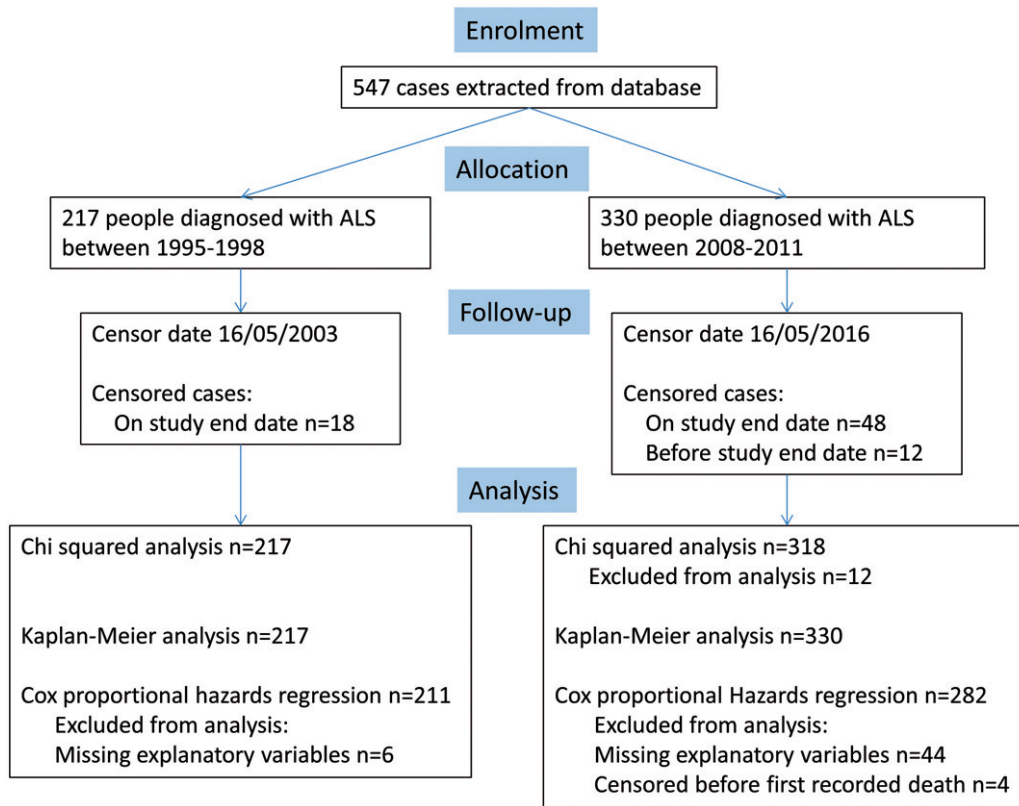 Enrolment
547 cases extracted from database
Allocation
217 people diagnosed with ALS
between 1995-1998
330 people diagnosed with ALS
between 2008-2011
Follow-up
Censor date 16/05/2003
Censored cases:
On study end date n=18
Censor date 16/05/2016
Censored cases:
On study end date n=48
Before study end date n=12
Analysis
Chi squared analysis n=217
Kaplan-Meier analysis n=217
Cox proportional hazards regression n=211
Excluded from analysis:
Missing explanatory variables n=6
Chi squared analysis n=318
Excluded from analysis n=12
Kaplan-Meier analysis n=330
Cox proportional Hazards regression n=282
Excluded from analysis:
Missing explanatory variables n=44
Censored before first recorded death n=4